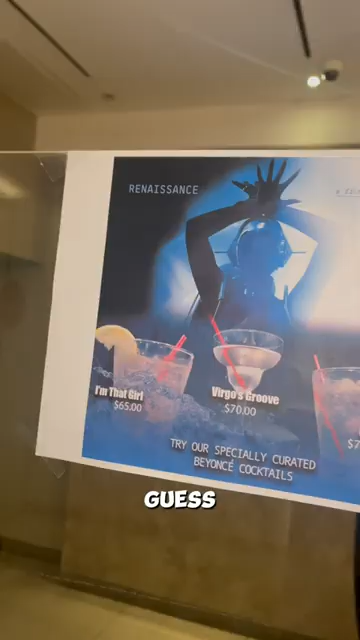 RENAISSANCE
I'm That Girl
$65.00
Virgo's Groove
$70.00
TRY OUR SPECIALLY CURATED
BEYONCÉ COCKTAILS
GUESS